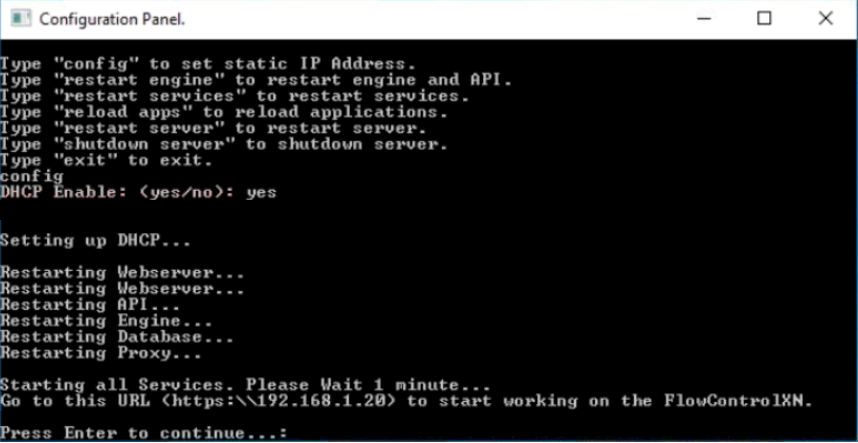 Configuration Panel.
Type "config" to set static IP Address.
Type "restart engine" to restart engine and API.
Type "restart services" to restart services.
Type "reload apps" to reload applications.
Type "restart server" to restart server.
Type "shutdown server" to shutdown server.
Type "exit" to exit.
config
DHCP Enable: (yes/no): yes
Setting up DHCP...
Restarting Webserver...
Restarting Webserver...
Restarting API...
Restarting Engine...
Restarting Database...
Restarting Proxy...
Starting all Services. Please Wait 1 minute...
Go to this URL (https:\\192.168.1.20) to start working on the FlowControlXN.
Press Enter to continue...: